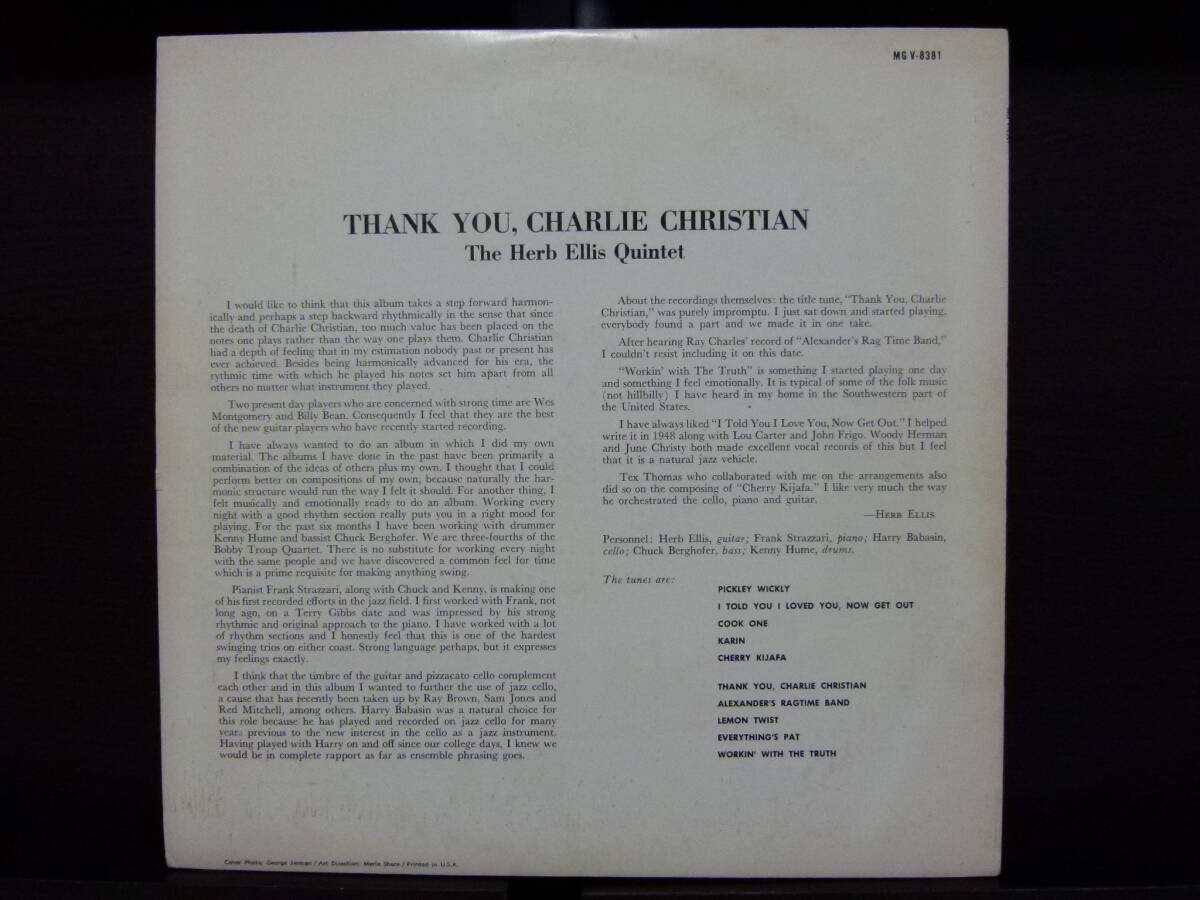 MG V-8381
THANK YOU, CHARLIE CHRISTIAN
The Herb Ellis Quintet
I would like to think that this album takes a step forward harmon-
ically and perhaps a step backward rhythmically in the sense that since
the death of Charlie Christian, too much value has been placed on the
notes one plays rather than the way one plays them. Charlie Christian
had a depth of feeling that in my estimation nobody past or present has
ever achieved. Besides being harmonically advanced for his era, the
rythmic time with which he played his notes set him apart from all
others no matter what instrument they played.
Two present day players who are concerned with strong time are Wes
Montgomery and Billy Bean. Consequently I feel that they are the best
of the new guitar players who have recently started recording.
I have always wanted to do an album in which I did my own
material. The albums I have done in the past have been primarily a
combination of the ideas of others plus my own. I thought that I could
perform better on compositions of my own, because naturally the har-
monic structure would run the way I felt it should. For another thing, I
felt musically and emotionally ready to do an album. Working every
night with a good rhythm section really puts you in a right mood for
playing. For the past six months I have been working with drummer
Kenny Hume and bassist Chuck Berghofer. We are three-fourths of the
Bobby Troup Quartet. There is no substitute for working every night
with the same people and we have discovered a common feel for time
which is a prime requisite for making anything swing.
Pianist Frank Strazzari, along with Chuck and Kenny, is making one
of his first recorded efforts in the jazz field. I first worked with Frank, not
long ago, on a Terry Gibbs date and was impressed by his strong
rhythmic and original approach to the piano. I have worked with a lot
of rhythm sections and I honestly feel that this is one of the hardest
swinging trios on either coast. Strong language perhaps, but it expresses
my feelings exactly.
I think that the timbre of the guitar and pizzacato cello complement
each other and in this album I wanted to further the use of jazz cello,
a cause that has recently been taken up by Ray Brown, Sam Jones and
Red Mitchell, among others. Harry Babasin was a natural choice for
this role because he has played and recorded on jazz cello for many
years previous to the new interest in the cello as a jazz instrument.
Having played with Harry on and off since our college days, I knew we
would be in complete rapport as far as ensemble phrasing goes.
About the recordings themselves: the title tune, "Thank You, Charlie
Christian," was purely impromptu. I just sat down and started playing,
everybody found a part and we made it in one take.
After hearing Ray Charles' record of "Alexander's Rag Time Band,"
I couldn't resist including it on this date.
"Workin' with The Truth" is something I started playing one day
and something I feel emotionally. It is typical of some of the folk music
(not hillbilly) I have heard in my home in the Southwestern part of
the United States.
I have always liked "I Told You I Love You, Now Get Out." I helped
write it in 1948 along with Lou Carter and John Frigo. Woody Herman
and June Christy both made excellent vocal records of this but I feel
that it is a natural jazz vehicle.
Tex Thomas who collaborated with me on the arrangements also
did so on the composing of "Cherry Kijafa." I like very much the way
he orchestrated the cello, piano and guitar.
—HERB ELLIS
Personnel: Herb Ellis, guitar; Frank Strazzari, piano; Harry Babasin,
cello; Chuck Berghofer, bass; Kenny Hume, drums.
The tunes are:
PICKLEY WICKLY
I TOLD YOU I LOVED YOU, NOW GET OUT
COOK ONE
KARIN
CHERRY KIJAFA
THANK YOU, CHARLIE CHRISTIAN
ALEXANDER'S RAGTIME BAND
LEMON TWIST
EVERYTHING'S PAT
WORKIN' WITH THE TRUTH
Cover Photo: George Jerman / Art Direction: Merle Shore / Printed in U.S.A.